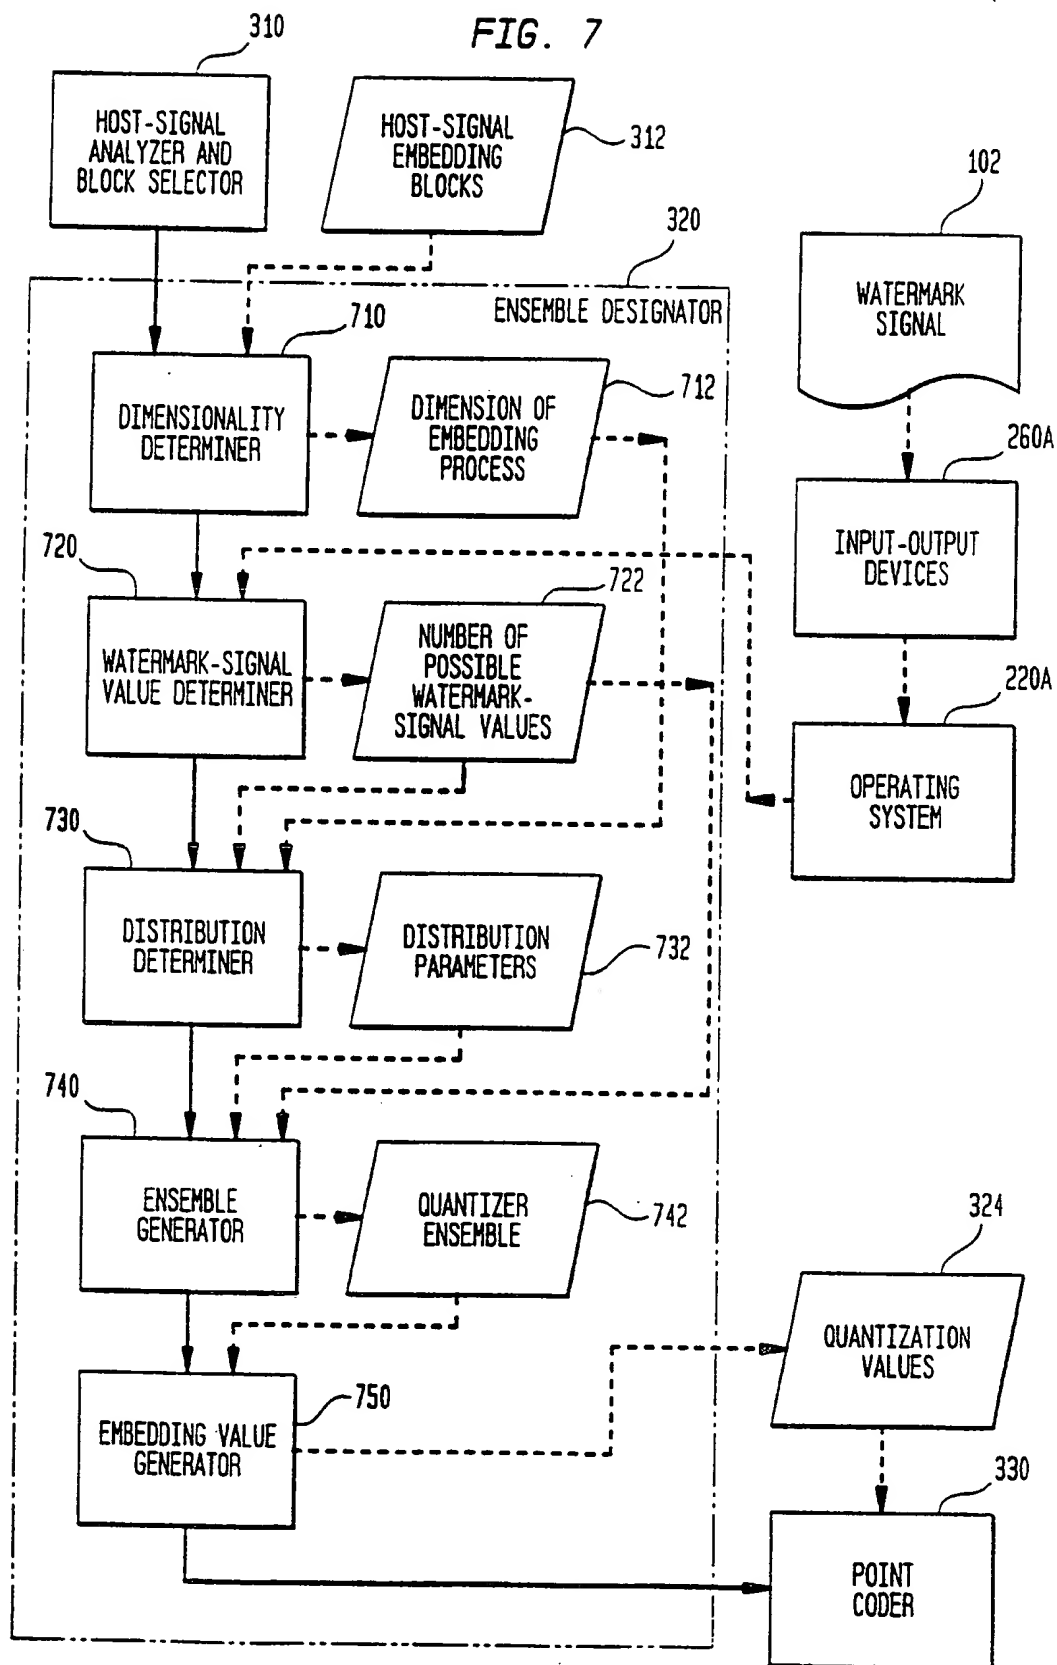 FIG. 7
310
HOST-SIGNAL
ANALYZER AND
BLOCK SELECTOR
HOST-SIGNAL
EMBEDDING
BLOCKS
312
102
WATERMARK
SIGNAL
320
ENSEMBLE DESIGNATOR
710
DIMENSIONALITY
DETERMINER
DIMENSION OF
EMBEDDING
PROCESS
712
260A
INPUT-OUTPUT
DEVICES
720
WATERMARK-SIGNAL
VALUE DETERMINER
722
NUMBER OF
POSSIBLE
WATERMARK-
SIGNAL VALUES
220A
OPERATING
SYSTEM
730
DISTRIBUTION
DETERMINER
DISTRIBUTION
PARAMETERS
732
740
ENSEMBLE
GENERATOR
QUANTIZER
ENSEMBLE
742
324
QUANTIZATION
VALUES
750
EMBEDDING VALUE
GENERATOR
330
POINT
CODER